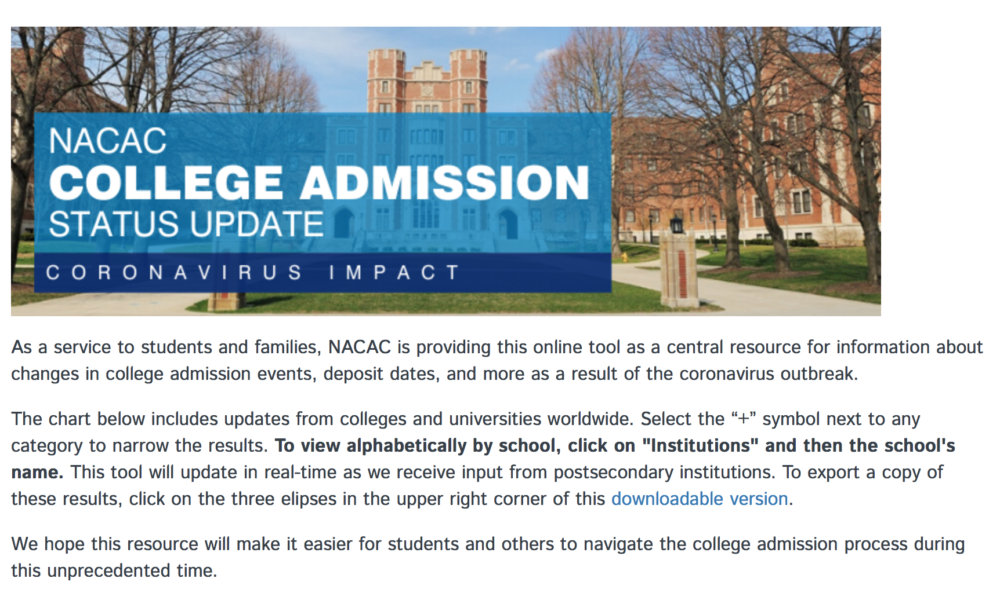 NACAC
COLLEGE ADMISSION
STATUS UPDATE
CORONAVIRUS IMPACT
As a service to students and families, NACAC is providing this online tool as a central resource for information about
changes in college admission events, deposit dates, and more as a result of the coronavirus outbreak.
The chart below includes updates from colleges and universities worldwide. Select the “+” symbol next to any
category to narrow the results. To view alphabetically by school, click on "Institutions" and then the school's
name. This tool will update in real-time as we receive input from postsecondary institutions. To export a copy of
these results, click on the three elipses in the upper right corner of this downloadable version.
We hope this resource will make it easier for students and others to navigate the college admission process during
this unprecedented time.